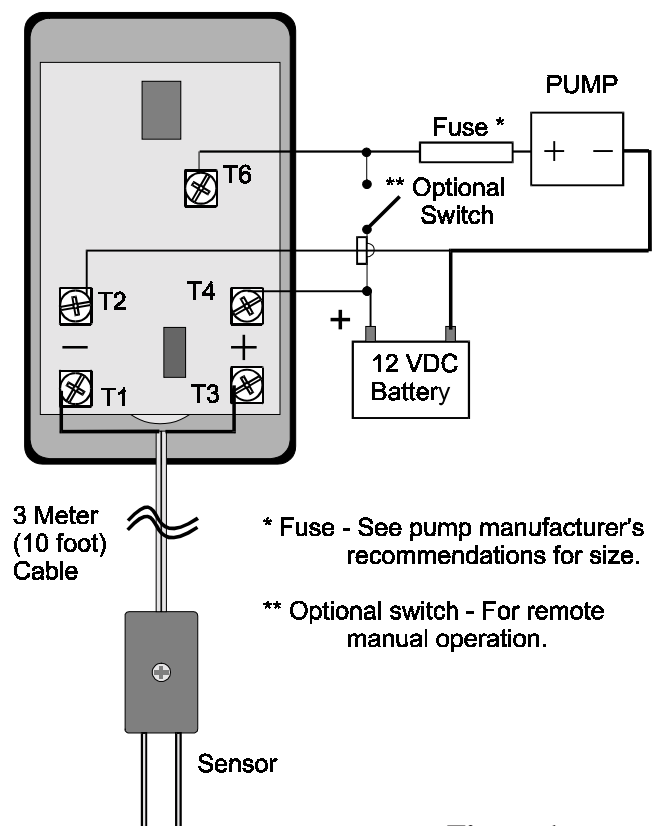 PUMP
Fuse *
+ −
T6
** Optional
Switch
T2
T4
+
− +
12 VDC
Battery
T1
T3
3 Meter
(10 foot)
Cable
* Fuse - See pump manufacturer's
recommendations for size.
** Optional switch - For remote
manual operation.
Sensor